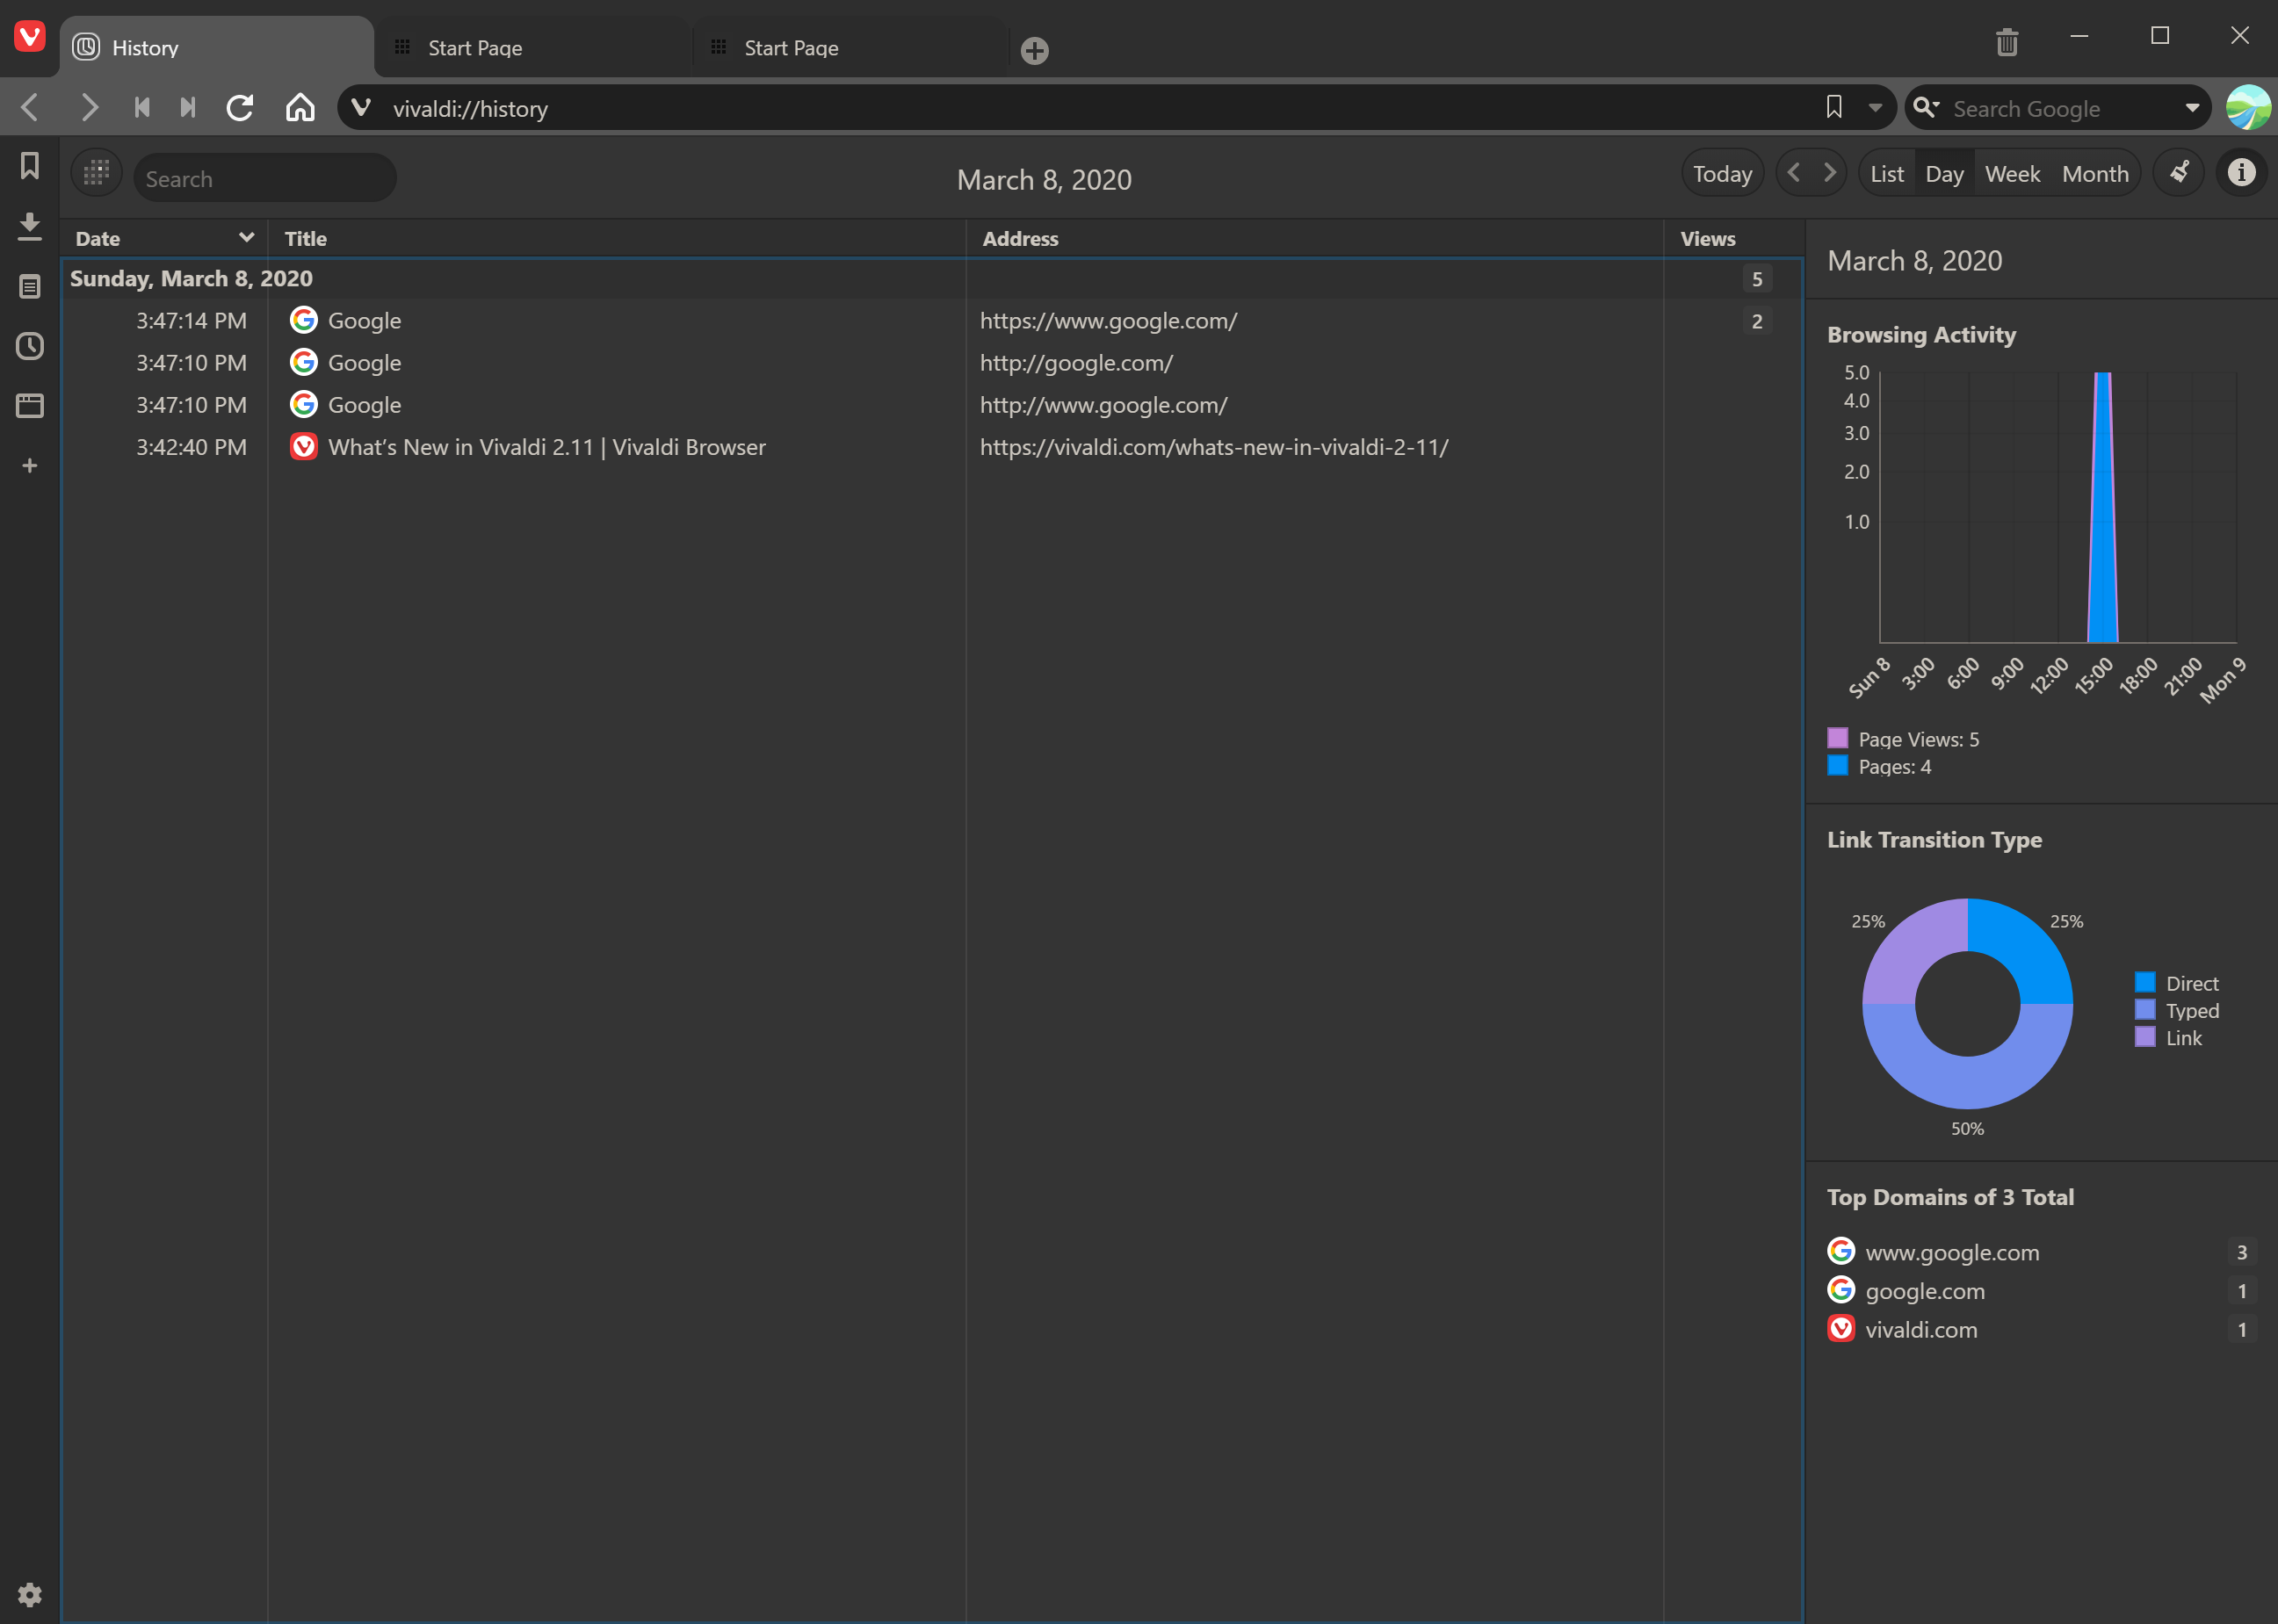 History
Start Page
Start Page
vivaldi://history
Search Google
Search
March 8, 2020
Today
List Day Week Month
Date Title Address Views
Sunday, March 8, 2020 5
3:47:14 PM Google https://www.google.com/ 2
3:47:10 PM Google http://google.com/
3:47:10 PM Google http://www.google.com/
3:42:40 PM What’s New in Vivaldi 2.11 | Vivaldi Browser https://vivaldi.com/whats-new-in-vivaldi-2-11/
March 8, 2020
Browsing Activity
5.0
4.0
3.0
2.0
1.0
Sun 8 3:00 6:00 9:00 12:00 15:00 18:00 21:00 Mon 9
Page Views: 5
Pages: 4
Link Transition Type
25% 25%
Direct
Typed
Link
50%
Top Domains of 3 Total
www.google.com 3
google.com 1
vivaldi.com 1